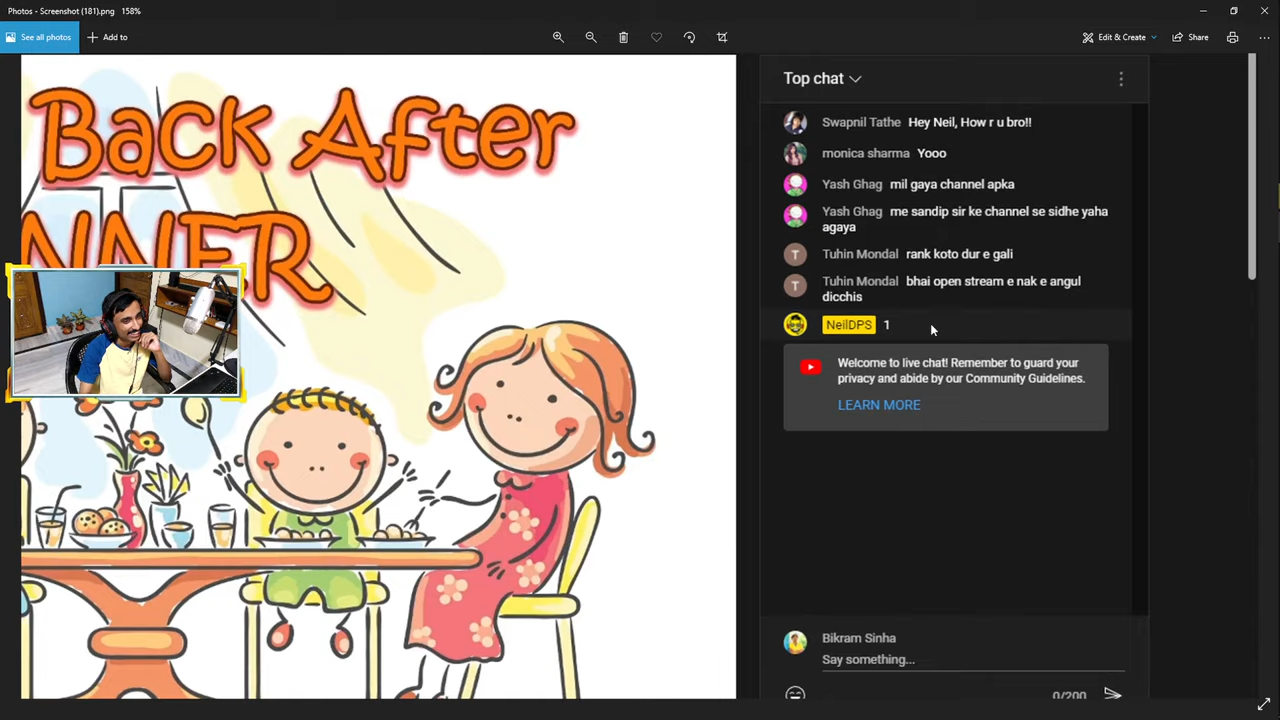 Photos - Screenshot (181).png 158%
See all photos
Add to
Edit & Create
Share
Back After
NNER
Top chat
Swapnil Tathe Hey Neil, How r u bro!!
monica sharma Yooo
Yash Ghag mil gaya channel apka
Yash Ghag me sandip sir ke channel se sidhe yaha
agaya
T Tuhin Mondal rank koto dur e gali
T Tuhin Mondal bhai open stream e nak e angul
dicchis
NeilDPS 1
Welcome to live chat! Remember to guard your
privacy and abide by our Community Guidelines.
LEARN MORE
Bikram Sinha
Say something...
0/200